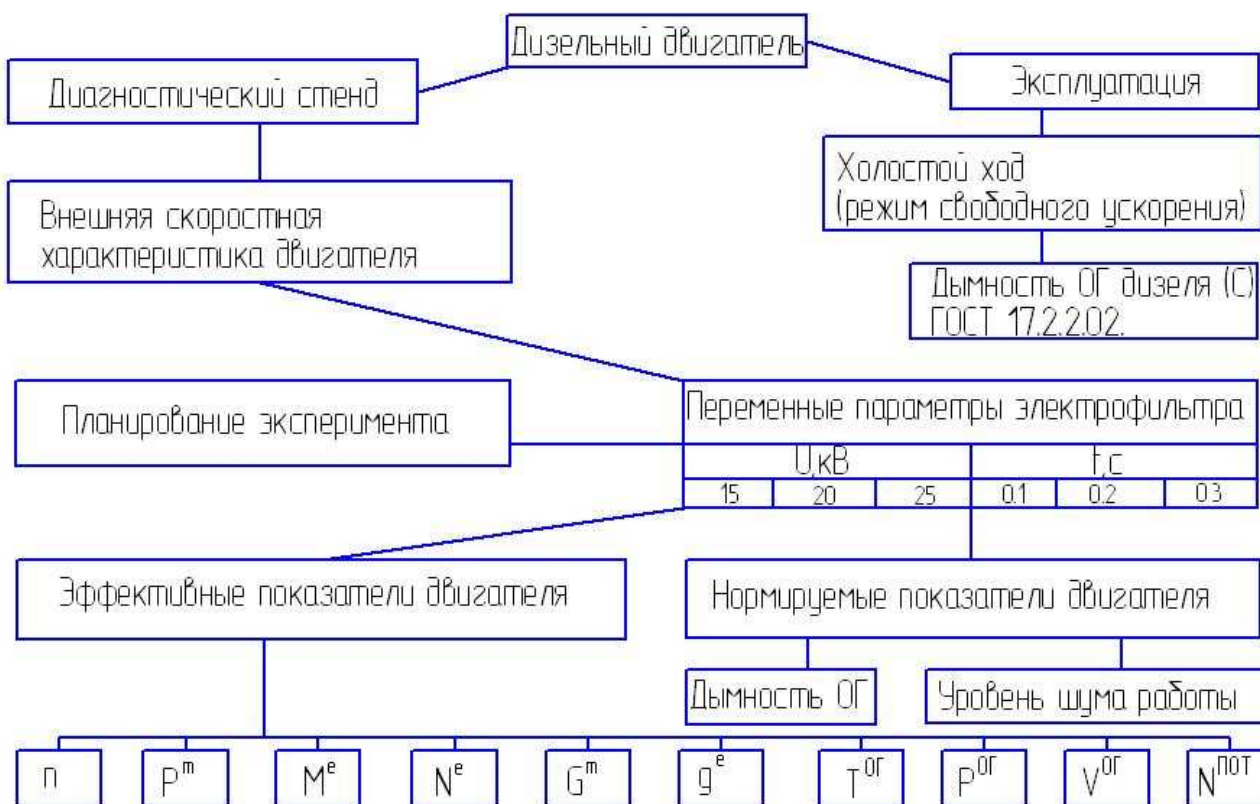 Дизельный двигатель
Диагностический стенд
Эксплуатация
Холостой ход
(режим свободного ускорения)
Внешняя скоростная
характеристика двигателя
Дымность ОГ дизеля (С)
ГОСТ 17.2.2.02.
Планирование эксперимента
Переменные параметры электрофильтра
U,кВ t,c
15 20 25 0.1 0.2 03
Эффективные показатели двигателя
Нормируемые показатели двигателя
Дымность ОГ
Уровень шума работы
n P^m M^e N^e G^m g^e T^ог P^ог V^ог N^пот